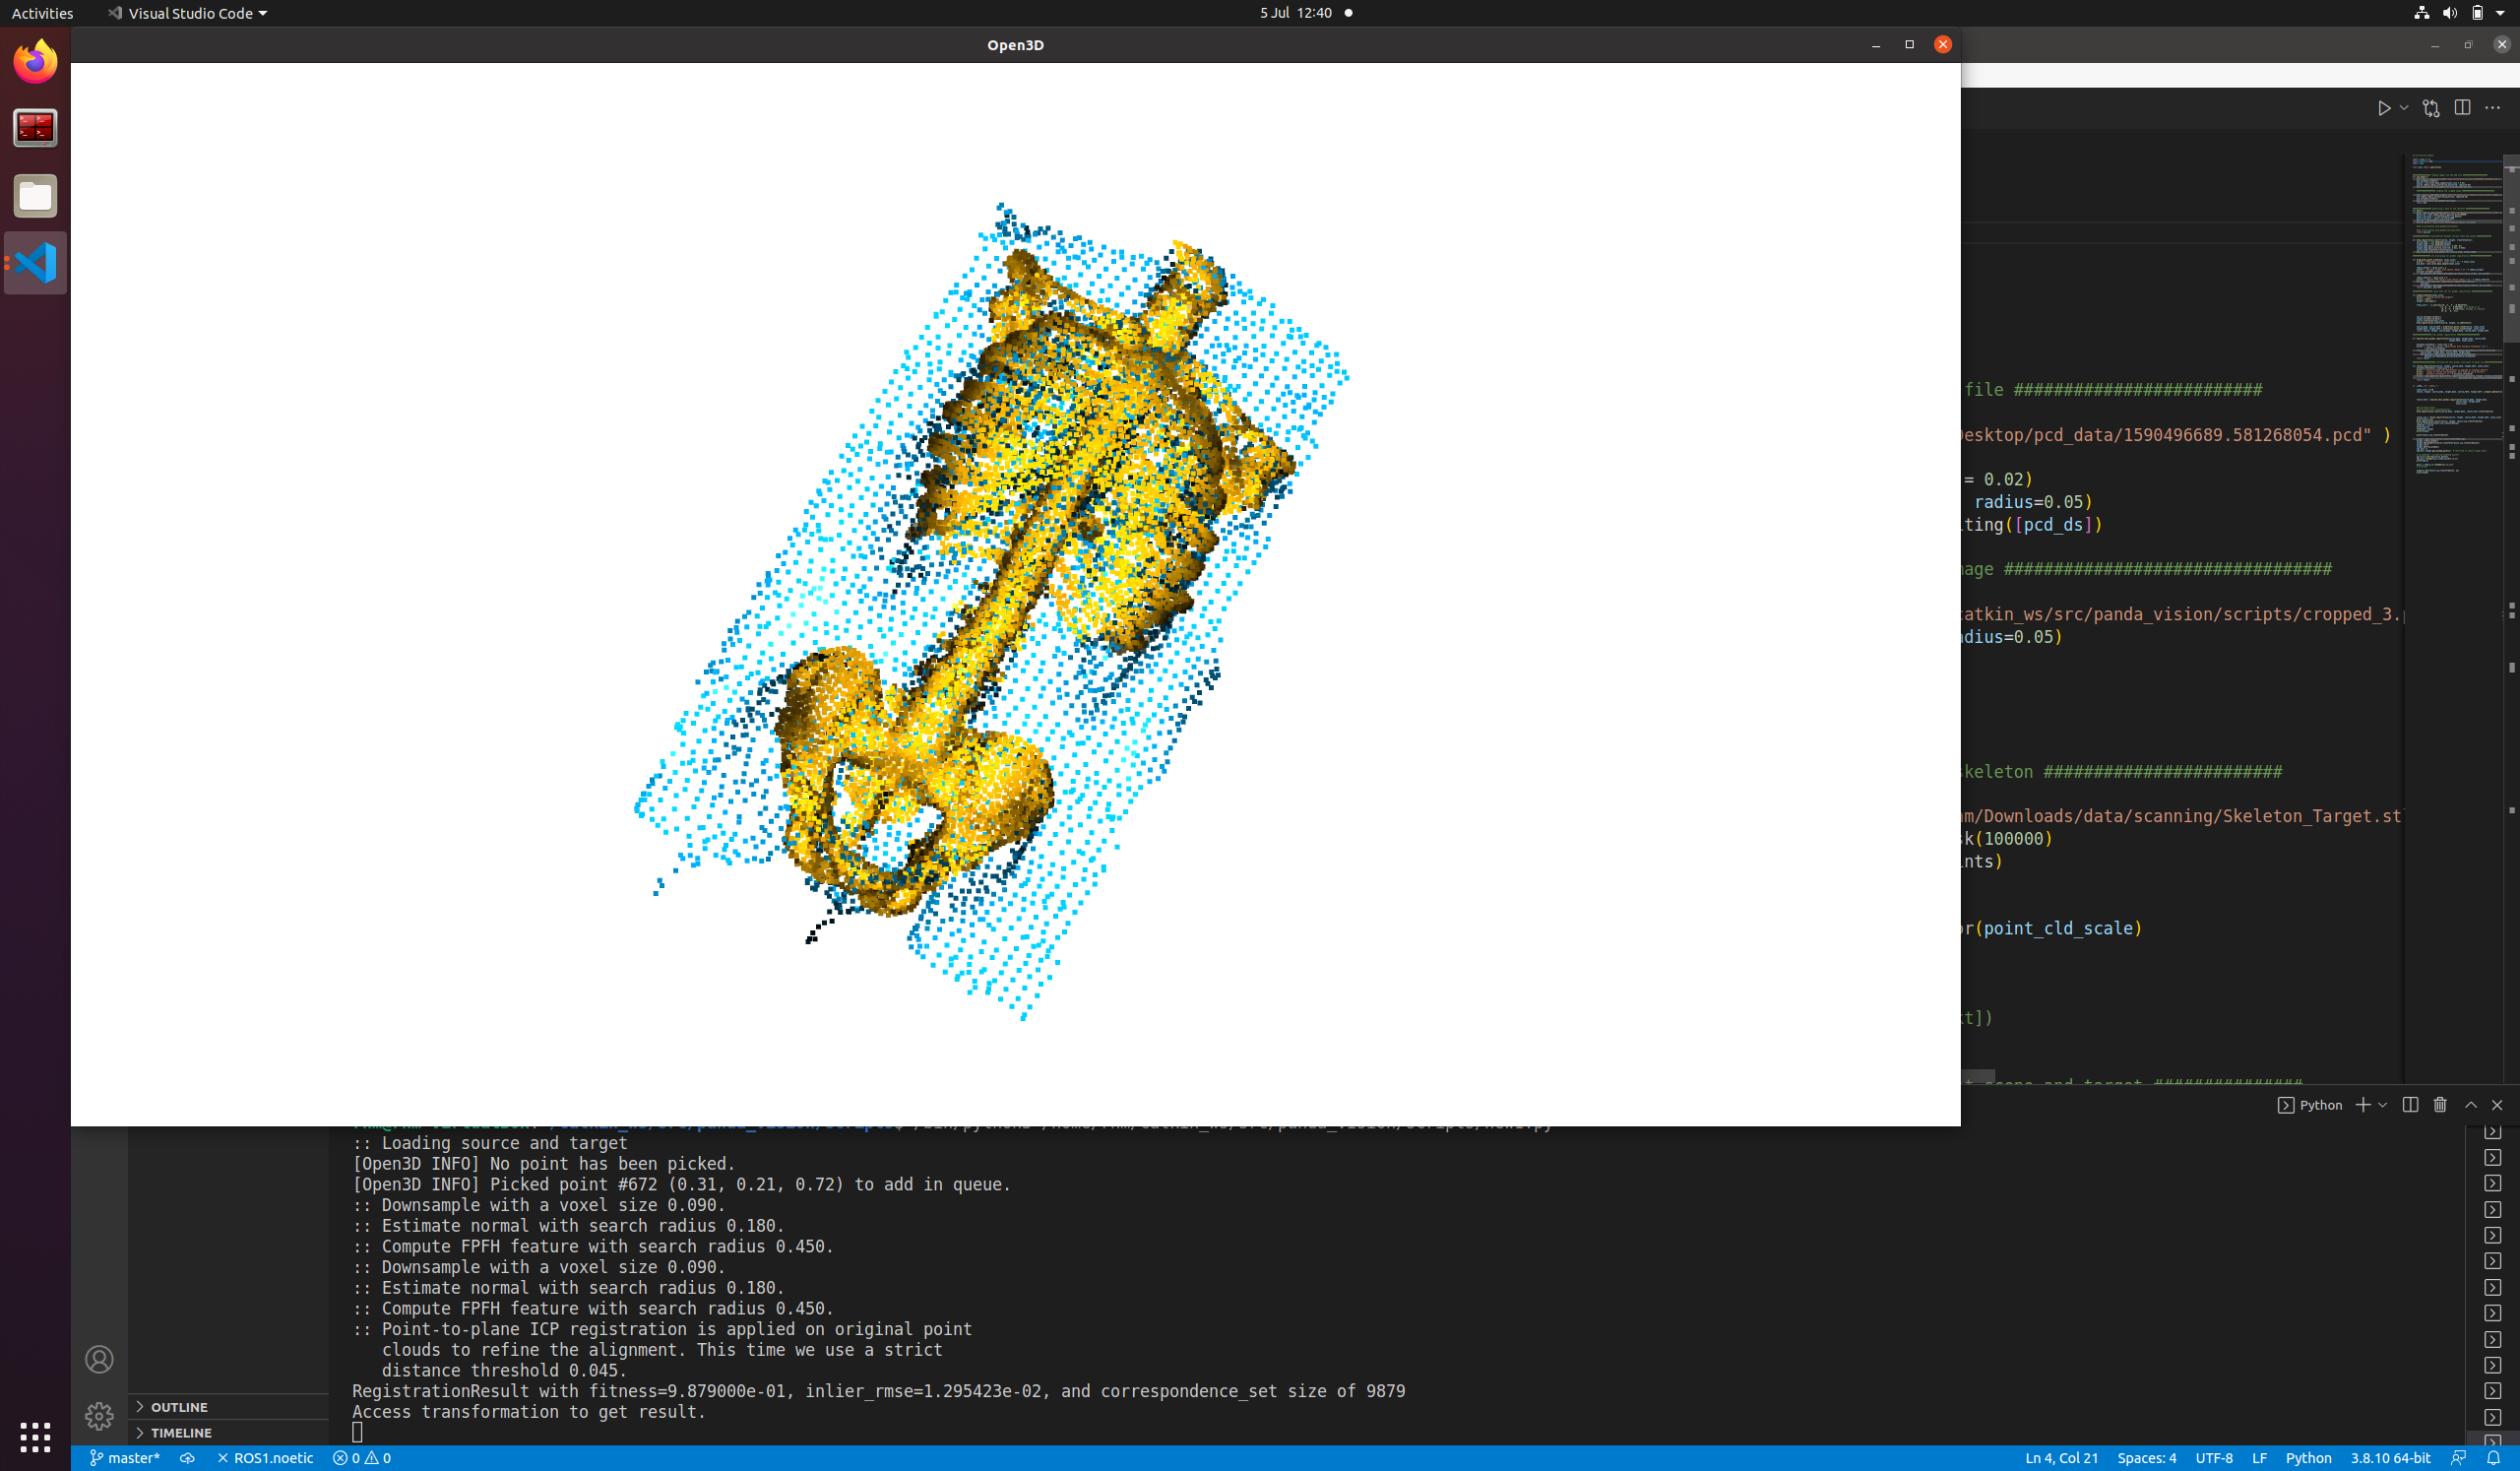 Activities
Visual Studio Code
5 Jul 12:40
Open3D
file ########################
Desktop/pcd_data/1590496689.581268054.pcd" )
= 0.02)
radius=0.05)
ting([pcd_ds])
mage #################################
catkin_ws/src/panda_vision/scripts/cropped_3.
dius=0.05)
skeleton ########################
/Downloads/data/scanning/Skeleton_Target.st
k(100000)
nts)
or(point_cld_scale)
t])
scene and target ###############
Python
:: Loading source and target
[Open3D INFO] No point has been picked.
[Open3D INFO] Picked point #672 (0.31, 0.21, 0.72) to add in queue.
:: Downsample with a voxel size 0.090.
:: Estimate normal with search radius 0.180.
:: Compute FPFH feature with search radius 0.450.
:: Downsample with a voxel size 0.090.
:: Estimate normal with search radius 0.180.
:: Compute FPFH feature with search radius 0.450.
:: Point-to-plane ICP registration is applied on original point
clouds to refine the alignment. This time we use a strict
distance threshold 0.045.
RegistrationResult with fitness=9.879000e-01, inlier_rmse=1.295423e-02, and correspondence_set size of 9879
Access transformation to get result.
OUTLINE
TIMELINE
master*
ROS1.noetic
0
0
Ln 4, Col 21
Spaces: 4
UTF-8
LF
Python
3.8.10 64-bit